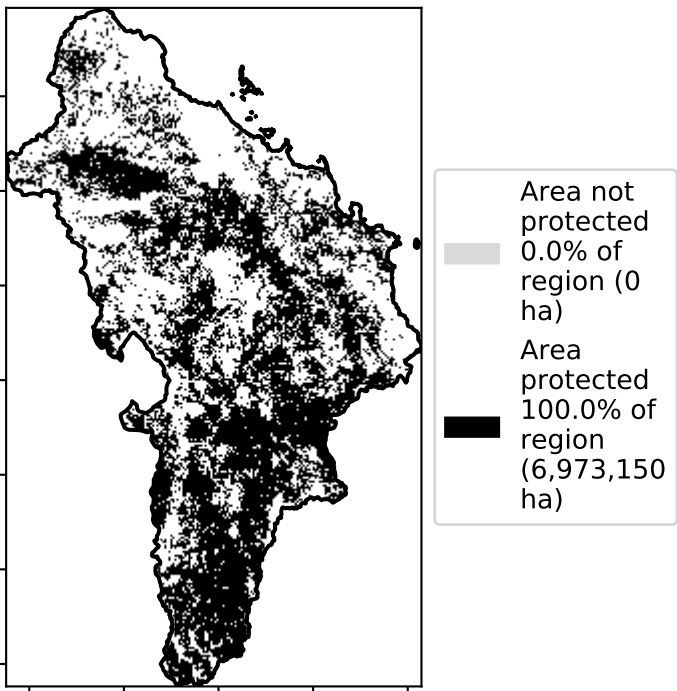 Area not
protected
0.0% of
region (0
ha)
Area
protected
100.0% of
region
(6,973,150
ha)